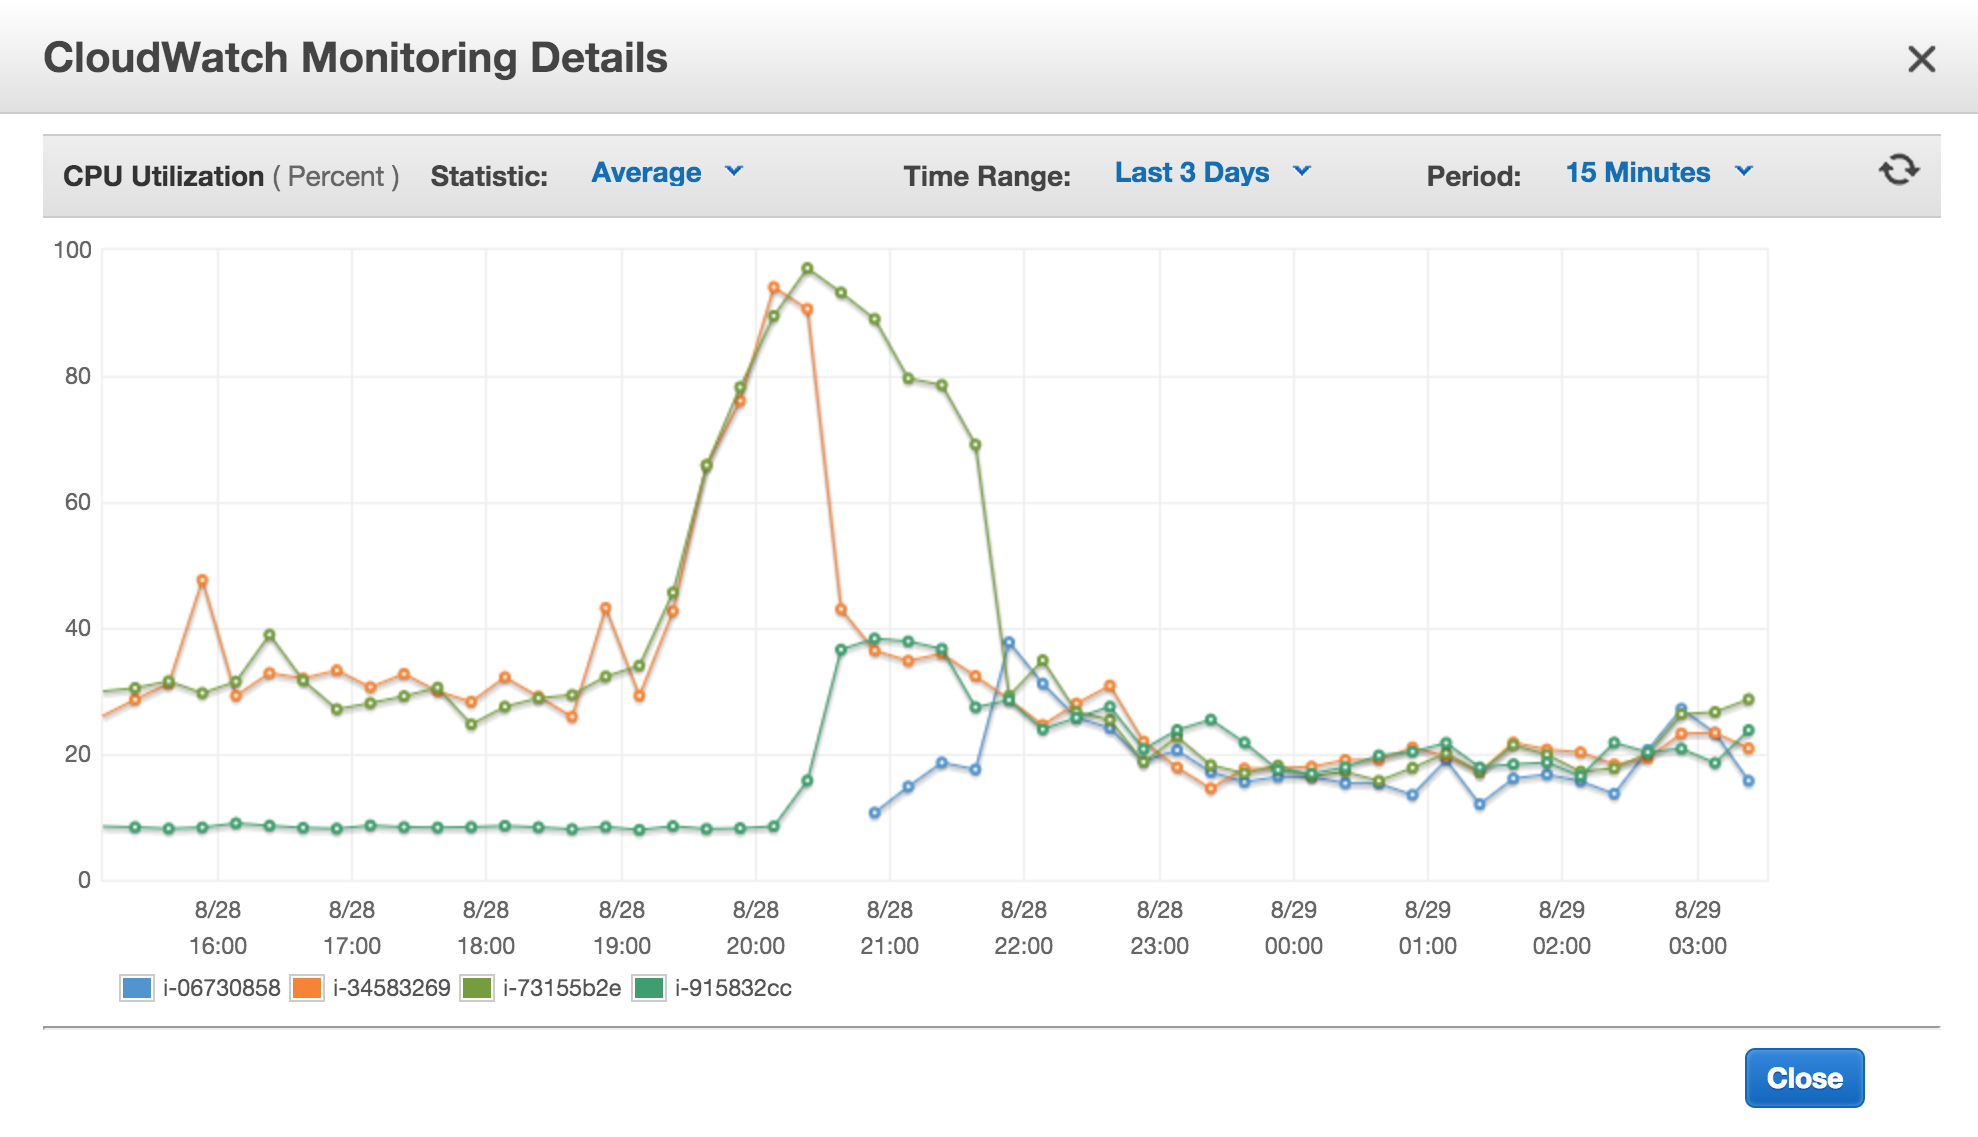 CloudWatch Monitoring Details
CPU Utilization ( Percent ) Statistic: Average Time Range: Last 3 Days Period: 15 Minutes
100
80
60
40
20
0
8/28 8/28 8/28 8/28 8/28 8/28 8/28 8/28 8/29 8/29 8/29 8/29
16:00 17:00 18:00 19:00 20:00 21:00 22:00 23:00 00:00 01:00 02:00 03:00
i-06730858 i-34583269 i-73155b2e i-915832cc
Close